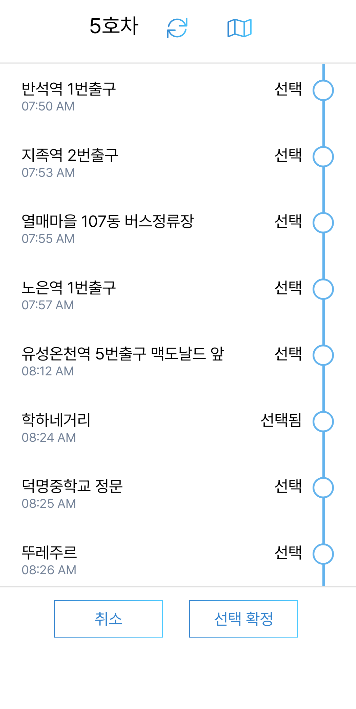 5호차
반석역 1번출구 선택
07:50 AM
지족역 2번출구 선택
07:53 AM
열매마을 107동 버스정류장 선택
07:55 AM
노은역 1번출구 선택
07:57 AM
유성온천역 5번출구 맥도날드 앞 선택
08:12 AM
학하네거리 선택됨
08:24 AM
덕명중학교 정문 선택
08:25 AM
뚜레주르 선택
08:26 AM
취소 선택 확정